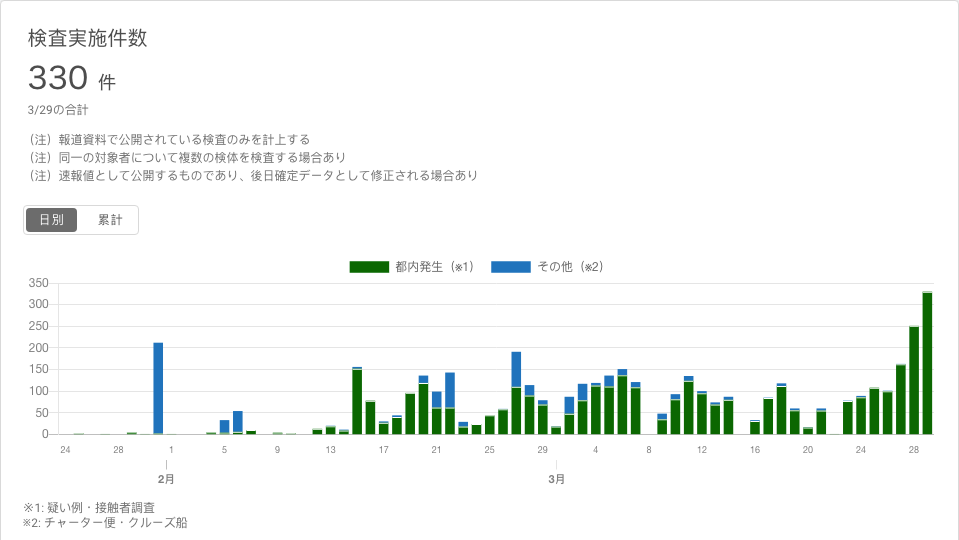 検査実施件数
330 件
3/29の合計
（注）報道資料で公開されている検査のみを計上する
（注）同一の対象者について複数の検体を検査する場合あり
（注）速報値として公開するものであり、後日確定データとして修正される場合あり
日別 累計
都内発生（※1） その他（※2）
350
300
250
200
150
100
50
0
24 28 1 5 9 13 17 21 25 29 4 8 12 16 20 24 28
2月 3月
※1: 疑い例・接触者調査
※2: チャーター便・クルーズ船